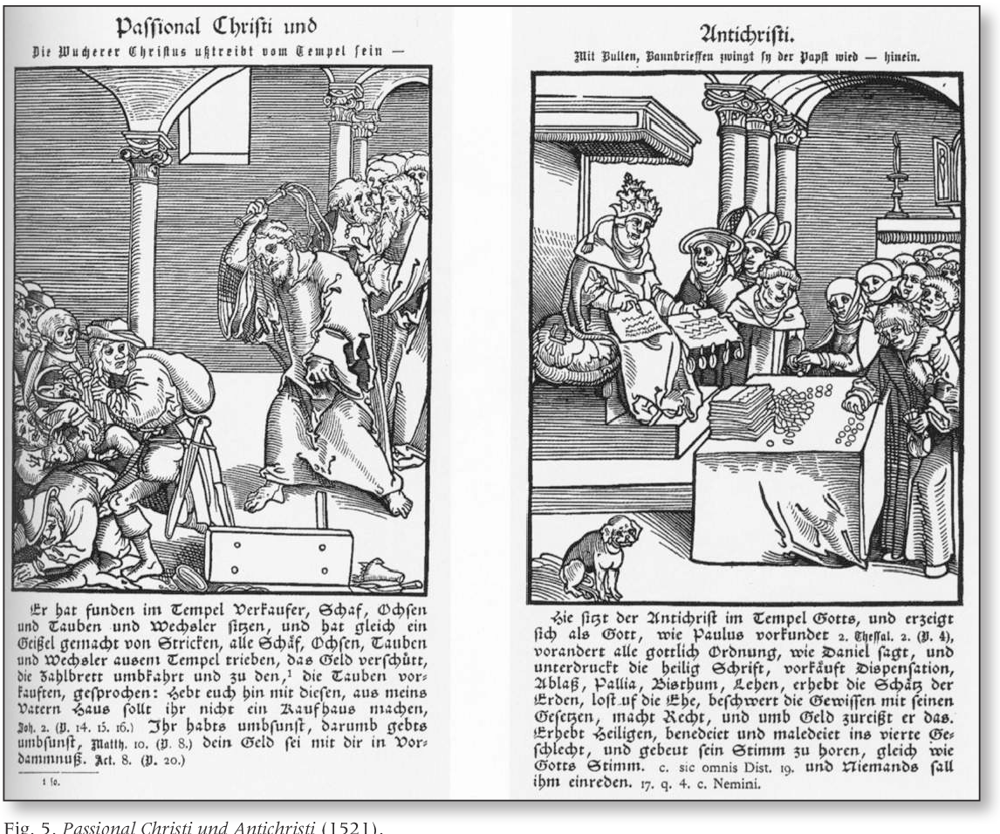 Passional Christi und
Die Wucherer Christus ußtreibt vom Tempel sein —
Er hat funden im Tempel Verkaufer, Schaf, Ochsen
und Tauben und Wechsler sitzen, und hat gleich ein
Geißel gemacht von Stricken, alle Schäf, Ochsen, Tauben
und Wechsler ausem Tempel trieben, das Geld verschütt,
die Zahlbrett umbkahrt und zu den,¹ die Tauben vor-
kauften, gesprochen: Hebt euch hin mit diesen, aus meins
Vatern Haus sollt ihr nicht ein Kaufhaus machen,
Joh. 2. (V. 14. 15. 16.) Ihr habts umbsunst, darumb gebts
umbsunst, Matth. 10. (V. 8.) dein Geld sei mit dir in Vor-
dammnuß. Act. 8. (V. 20.)
1 so.
Antichristi.
Mit Bullen, Bannbrieffen zwingt sy der Papst wied — hinein.
Hie sitzt der Antichrist im Tempel Gotts, und erzeigt
sich als Gott, wie Paulus vorkundet 2. Thessal. 2. (V. 4),
vorandert alle gottlich Ordnung, wie Daniel sagt, und
unterdruckt die heilig Schrift, vorkäuft Dispensation,
Ablaß, Pallia, Bisthum, Lehen, erhebt die Schätz der
Erden, lost uf die Ehe, beschwert die Gewissen mit seinen
Gesetzen, macht Recht, und umb Geld zureißt er das.
Erhebt Heiligen, benedeiet und maledeiet ins vierte Ge-
schlecht, und gebeut sein Stimm zu horen, gleich wie
Gotts Stimm. c. sic omnis Dist. 19. und Niemands sall
ihm einreden. 17. q. 4. c. Nemini.
Fig. 5. Passional Christi und Antichristi (1521).